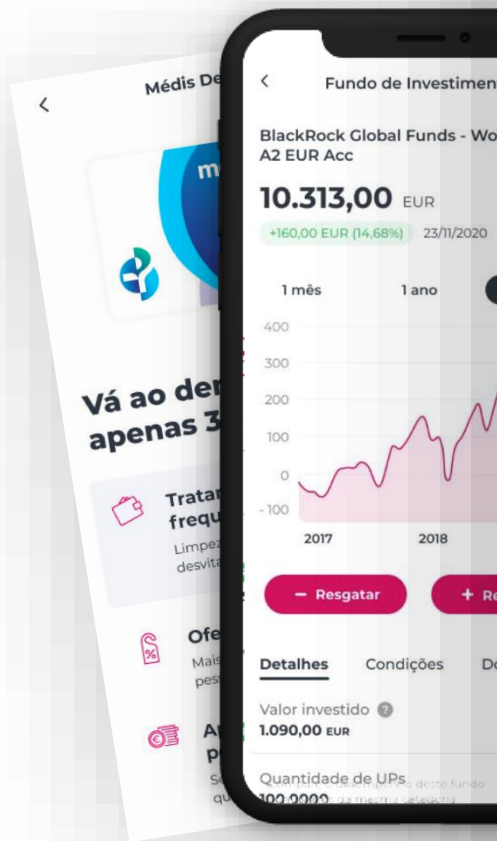 Médis De
m
Vá ao den
apenas 3
Tratar
frequ
Limpez
desvita
Ofe
Mais
pess
A
p
Se
qu
Fundo de Investimen
BlackRock Global Funds - Wo
A2 EUR Acc
10.313,00 EUR
+160,00 EUR (14,68%) 23/11/2020
1 mês 1 ano
400
300
200
100
0
- 100
2017 2018
− Resgatar + Re
Detalhes Condições Do
Valor investido ?
1.090,00 EUR
Quantidade de UPs
100,0000